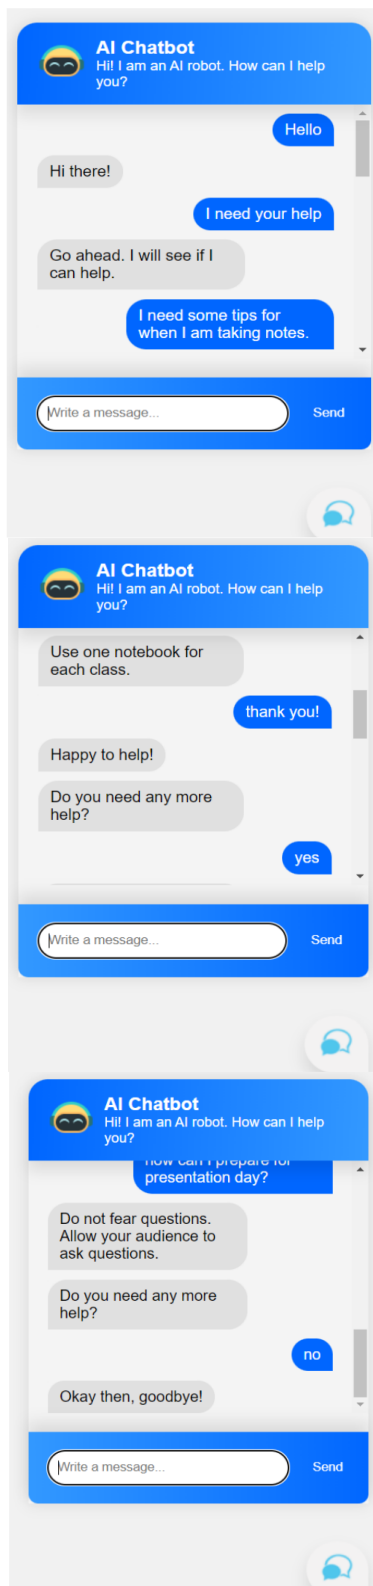 AI Chatbot
Hi! I am an AI robot. How can I help
you?
Hello
Hi there!
I need your help
Go ahead. I will see if I
can help.
I need some tips for
when I am taking notes.
Write a message...
Send
AI Chatbot
Hi! I am an AI robot. How can I help
you?
Use one notebook for
each class.
thank you!
Happy to help!
Do you need any more
help?
yes
Write a message...
Send
AI Chatbot
Hi! I am an AI robot. How can I help
you?
how can I prepare for
presentation day?
Do not fear questions.
Allow your audience to
ask questions.
Do you need any more
help?
no
Okay then, goodbye!
Write a message...
Send